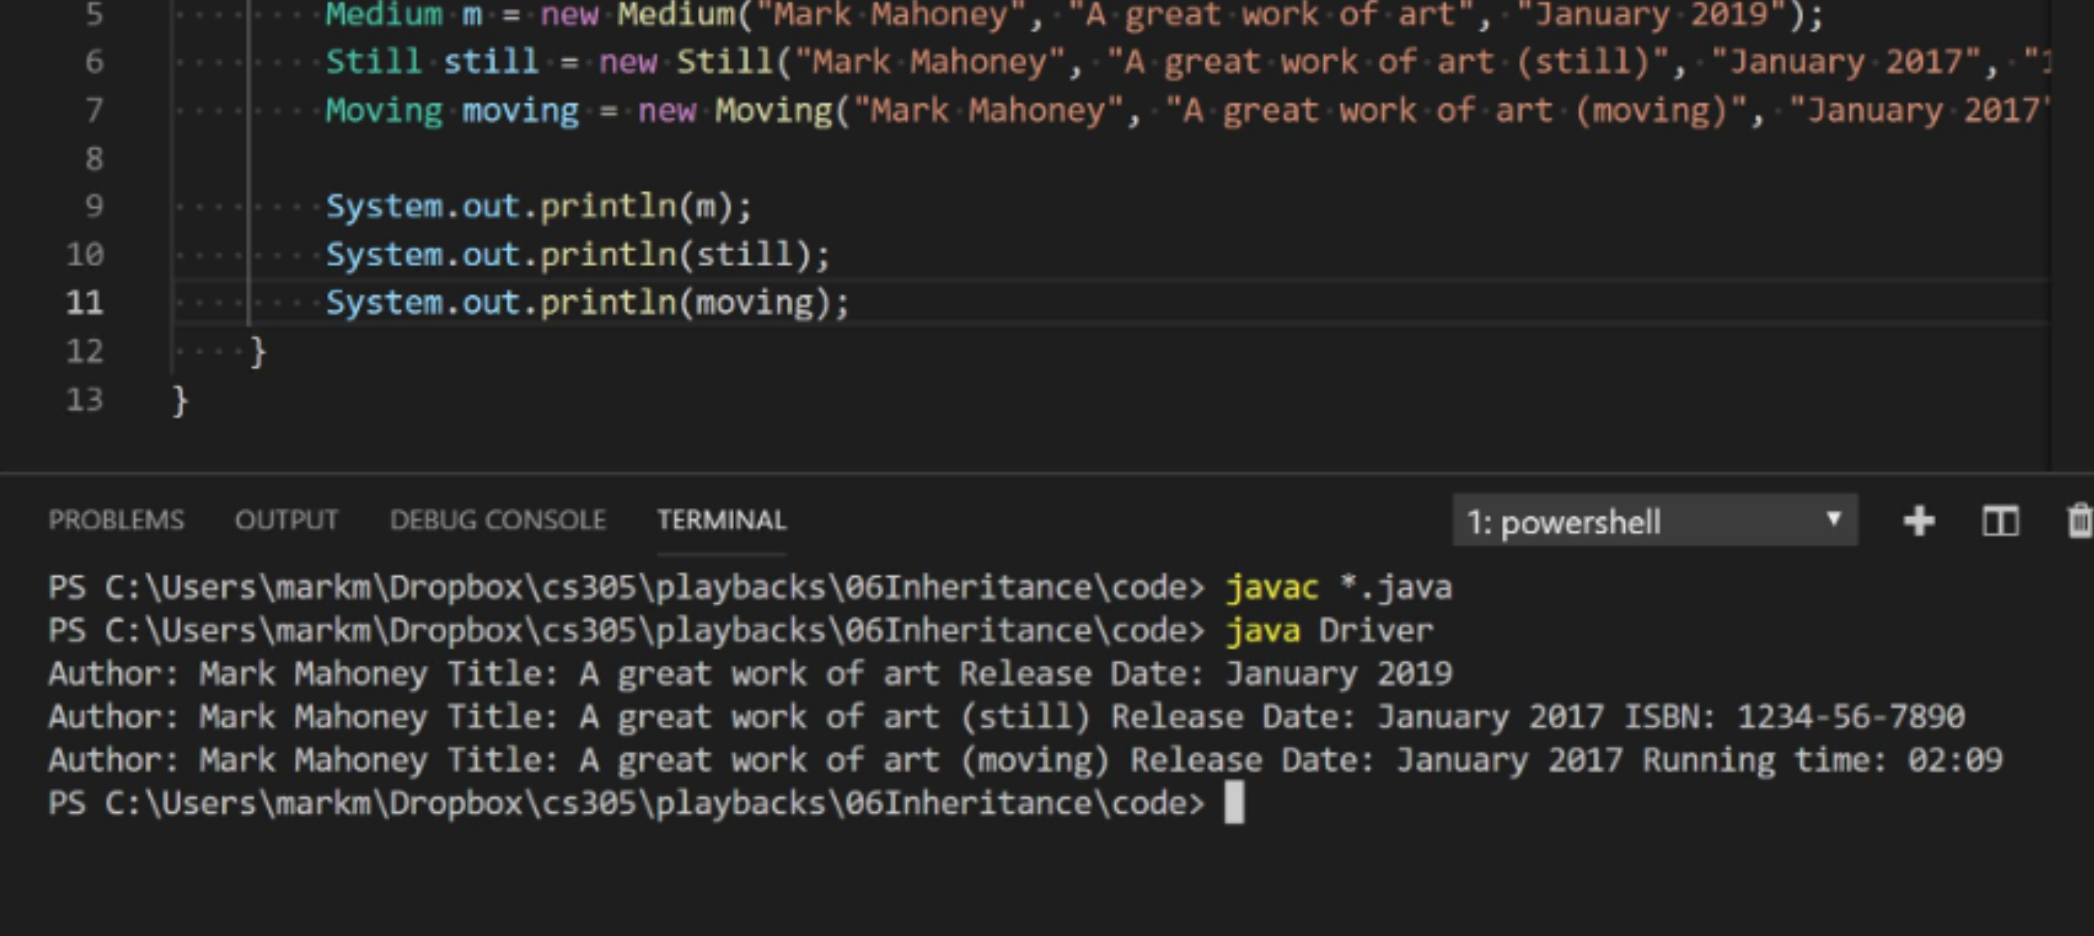 5 Medium m = new Medium("Mark Mahoney", "A great work of art", "January 2019");
6 Still still = new Still("Mark Mahoney", "A great work of art (still)", "January 2017", "1
7 Moving moving = new Moving("Mark Mahoney", "A great work of art (moving)", "January 2017"
8
9 System.out.println(m);
10 System.out.println(still);
11 System.out.println(moving);
12 }
13 }
PROBLEMS OUTPUT DEBUG CONSOLE TERMINAL 1: powershell
PS C:\Users\markm\Dropbox\cs305\playbacks\06Inheritance\code> javac *.java
PS C:\Users\markm\Dropbox\cs305\playbacks\06Inheritance\code> java Driver
Author: Mark Mahoney Title: A great work of art Release Date: January 2019
Author: Mark Mahoney Title: A great work of art (still) Release Date: January 2017 ISBN: 1234-56-7890
Author: Mark Mahoney Title: A great work of art (moving) Release Date: January 2017 Running time: 02:09
PS C:\Users\markm\Dropbox\cs305\playbacks\06Inheritance\code>